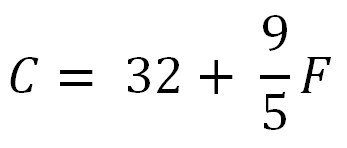 C = 32 + 9/5 F